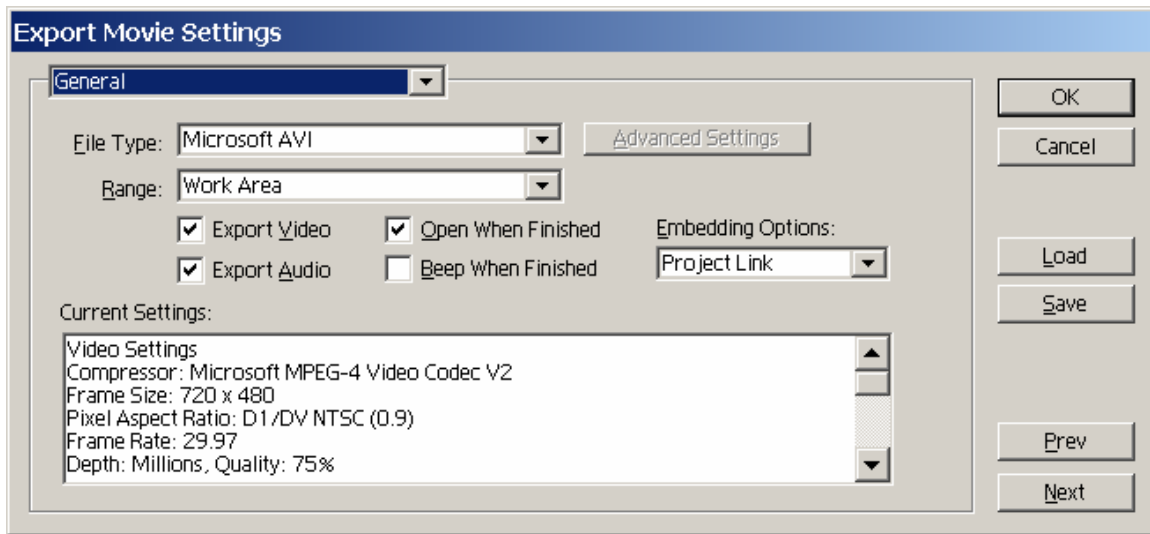 Export Movie Settings
General
OK
File Type: Microsoft AVI
Advanced Settings
Cancel
Range: Work Area
Export Video
Open When Finished
Embedding Options:
Export Audio
Beep When Finished
Project Link
Load
Save
Current Settings:
Video Settings
Compressor: Microsoft MPEG-4 Video Codec V2
Frame Size: 720 x 480
Pixel Aspect Ratio: D1/DV NTSC (0.9)
Frame Rate: 29.97
Depth: Millions, Quality: 75%
Prev
Next